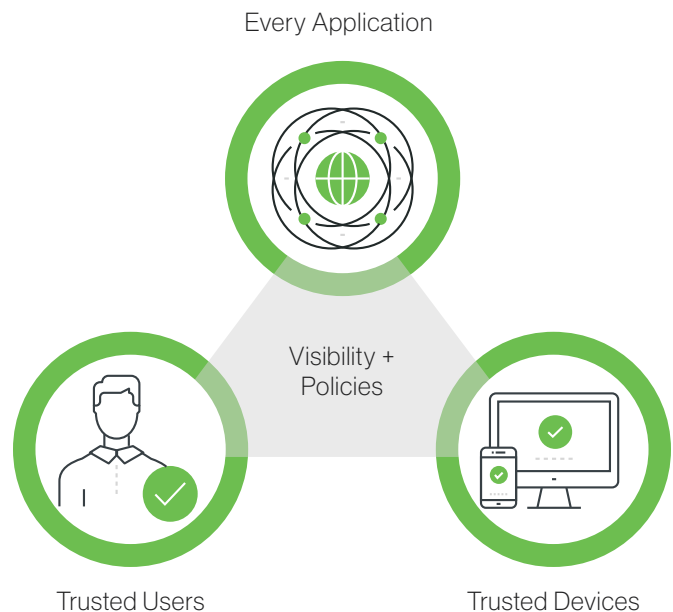 Every Application
Visibility +
Policies
Trusted Users
Trusted Devices